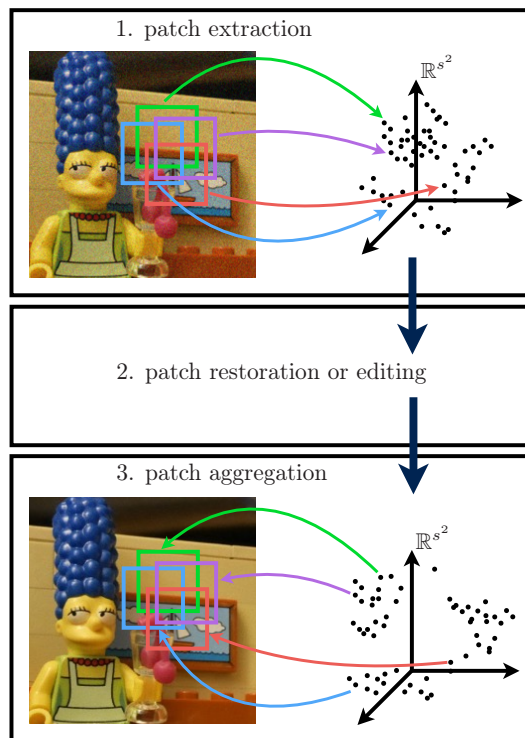 1. patch extraction
ℝ^{s^2}
2. patch restoration or editing
3. patch aggregation
ℝ^{s^2}